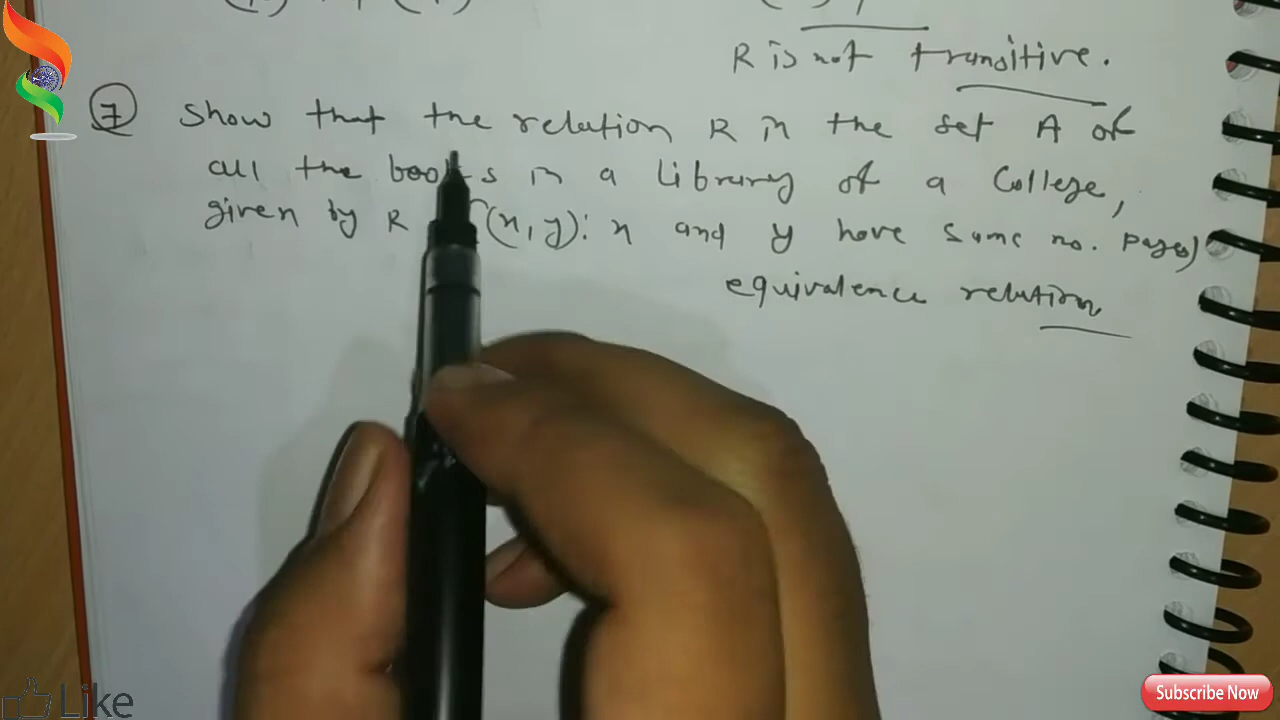 R is not transitive.
7 Show that the relation R in the set A of
all the books in a Library of a College,
given by R (x, y): x and y have same no. pages}
equivalence relation
Like
Subscribe Now